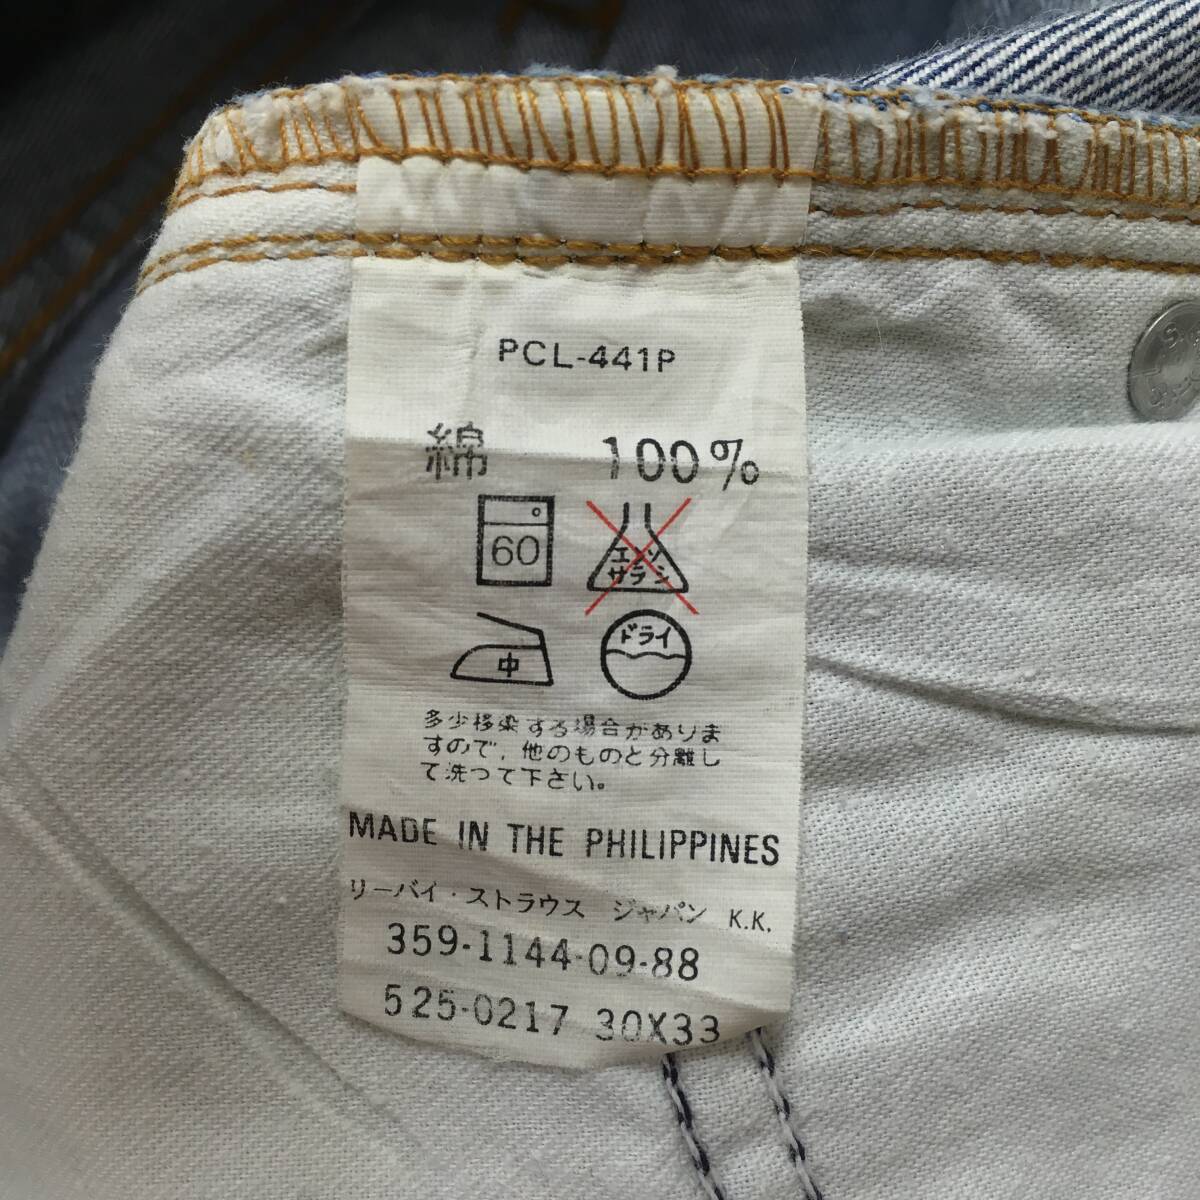 PCL-441P
綿 100%
60
エンソ
サラシ
中
ドライ
多少移染する場合がありま
すので、他のものと分離し
て洗って下さい。
MADE IN THE PHILIPPINES
リーバイ・ストラウス ジャパン K.K.
359-1144-09-88
525-0217 30X33